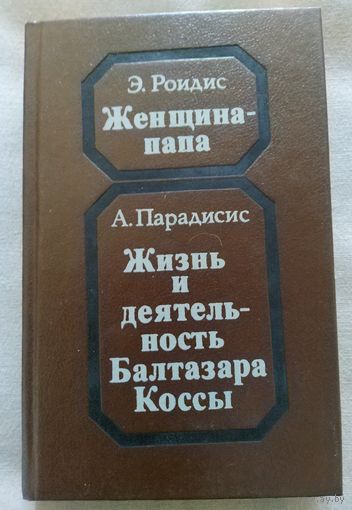 Э. Роидис
Женщина-
папа
А. Парадисис
Жизнь
и
деятель-
ность
Балтазара
Коссы